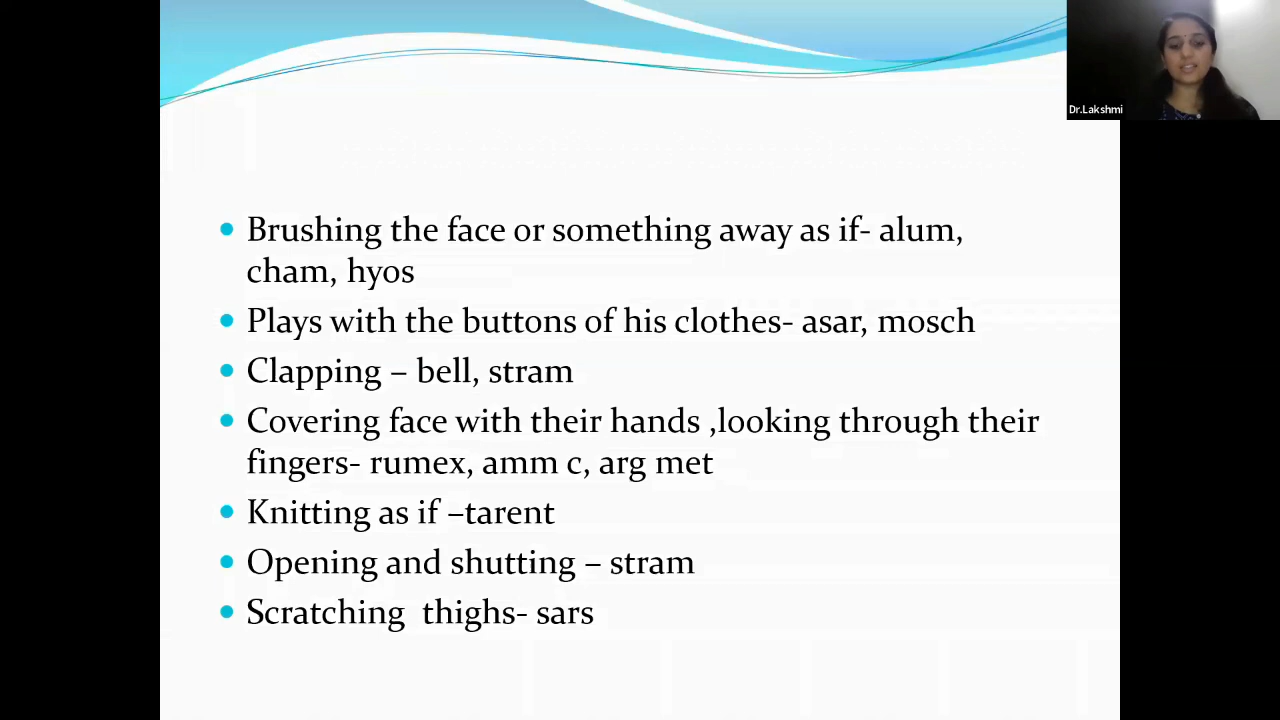 Dr.Lakshmi
Brushing the face or something away as if- alum,
cham, hyos
Plays with the buttons of his clothes- asar, mosch
Clapping – bell, stram
Covering face with their hands ,looking through their
fingers- rumex, amm c, arg met
Knitting as if –tarent
Opening and shutting – stram
Scratching  thighs- sars